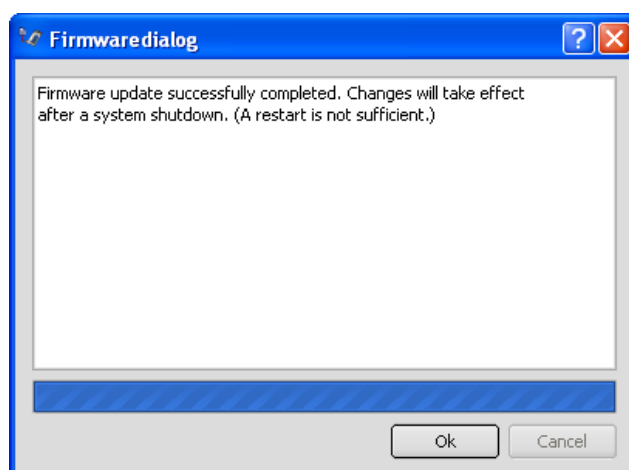 Firmwaredialog
Firmware update successfully completed. Changes will take effect
after a system shutdown. (A restart is not sufficient.)
Ok
Cancel